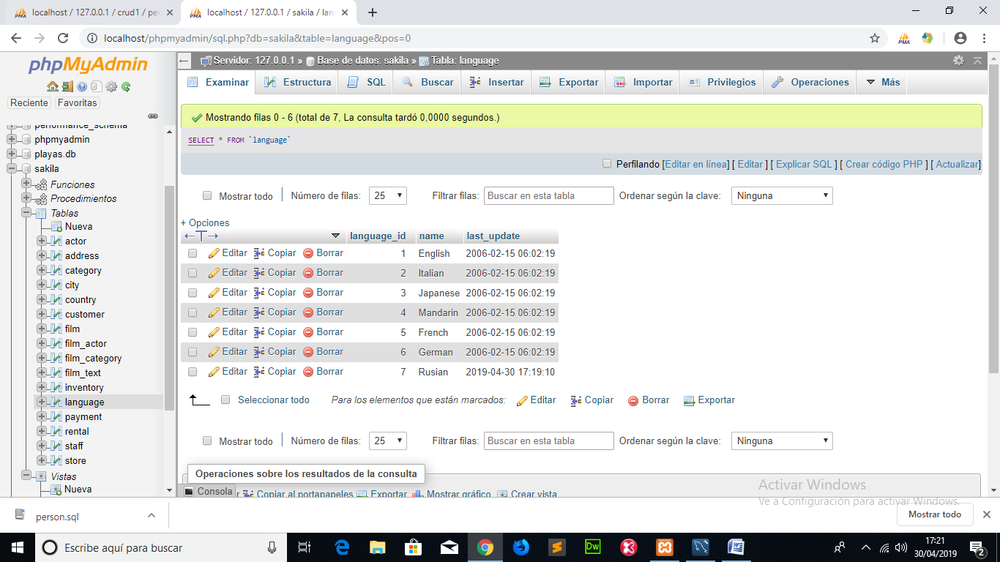 localhost / 127.0.0.1 / crud1 / per
localhost / 127.0.0.1 / sakila / lan
localhost/phpmyadmin/sql.php?db=sakila&table=language&pos=0
PMA
phpMyAdmin
Reciente Favoritas
performance_schema
phpmyadmin
playas.db
sakila
Funciones
Procedimientos
Tablas
Nueva
actor
address
category
city
country
customer
film
film_actor
film_category
film_text
inventory
language
payment
rental
staff
store
Vistas
Nueva
Servidor: 127.0.0.1 » Base de datos: sakila » Tabla: language
Examinar Estructura SQL Buscar Insertar Exportar Importar Privilegios Operaciones Más
Mostrando filas 0 - 6 (total de 7, La consulta tardó 0,0000 segundos.)
SELECT * FROM `language`
Perfilando [Editar en línea] [ Editar ] [ Explicar SQL ] [ Crear código PHP ] [ Actualizar]
Mostrar todo Número de filas: 25 Filtrar filas: Buscar en esta tabla Ordenar según la clave: Ninguna
+ Opciones
←T→ language_id name last_update
Editar Copiar Borrar 1 English 2006-02-15 06:02:19
Editar Copiar Borrar 2 Italian 2006-02-15 06:02:19
Editar Copiar Borrar 3 Japanese 2006-02-15 06:02:19
Editar Copiar Borrar 4 Mandarin 2006-02-15 06:02:19
Editar Copiar Borrar 5 French 2006-02-15 06:02:19
Editar Copiar Borrar 6 German 2006-02-15 06:02:19
Editar Copiar Borrar 7 Rusian 2019-04-30 17:19:10
Seleccionar todo Para los elementos que están marcados: Editar Copiar Borrar Exportar
Mostrar todo Número de filas: 25 Filtrar filas: Buscar en esta tabla Ordenar según la clave: Ninguna
Operaciones sobre los resultados de la consulta
Consola r Copiar al portapapeles Exportar Mostrar gráfico Crear vista
Activar Windows
Ve a Configuración para activar Windows.
person.sql
Mostrar todo
Escribe aquí para buscar
Dw
17:21
30/04/2019
2